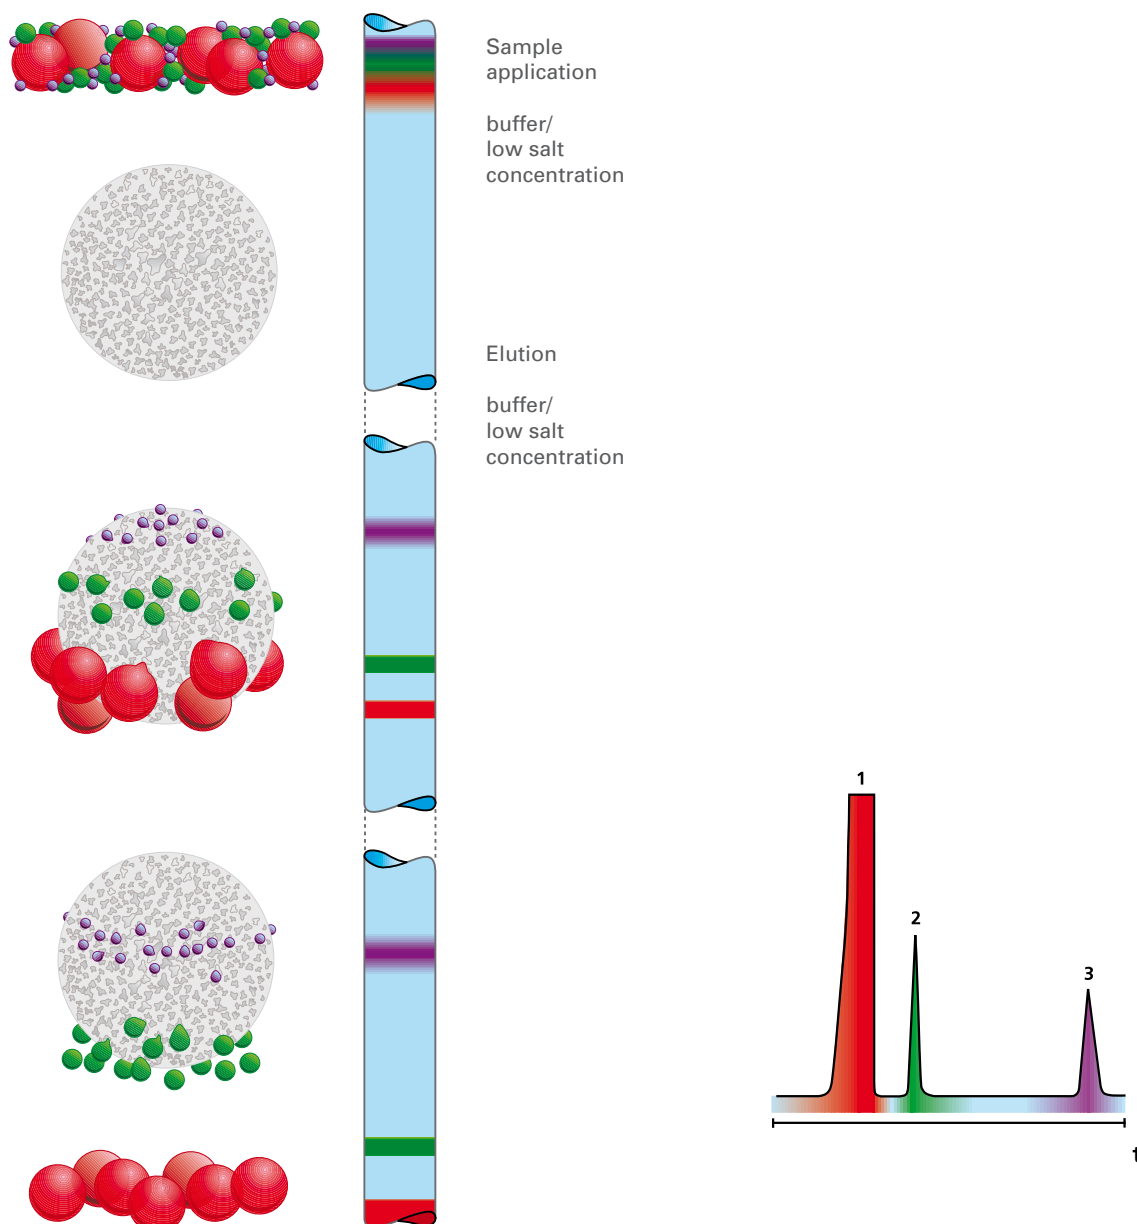 Sample
application
buffer/
low salt
concentration
Elution
buffer/
low salt
concentration
1
2
3
t